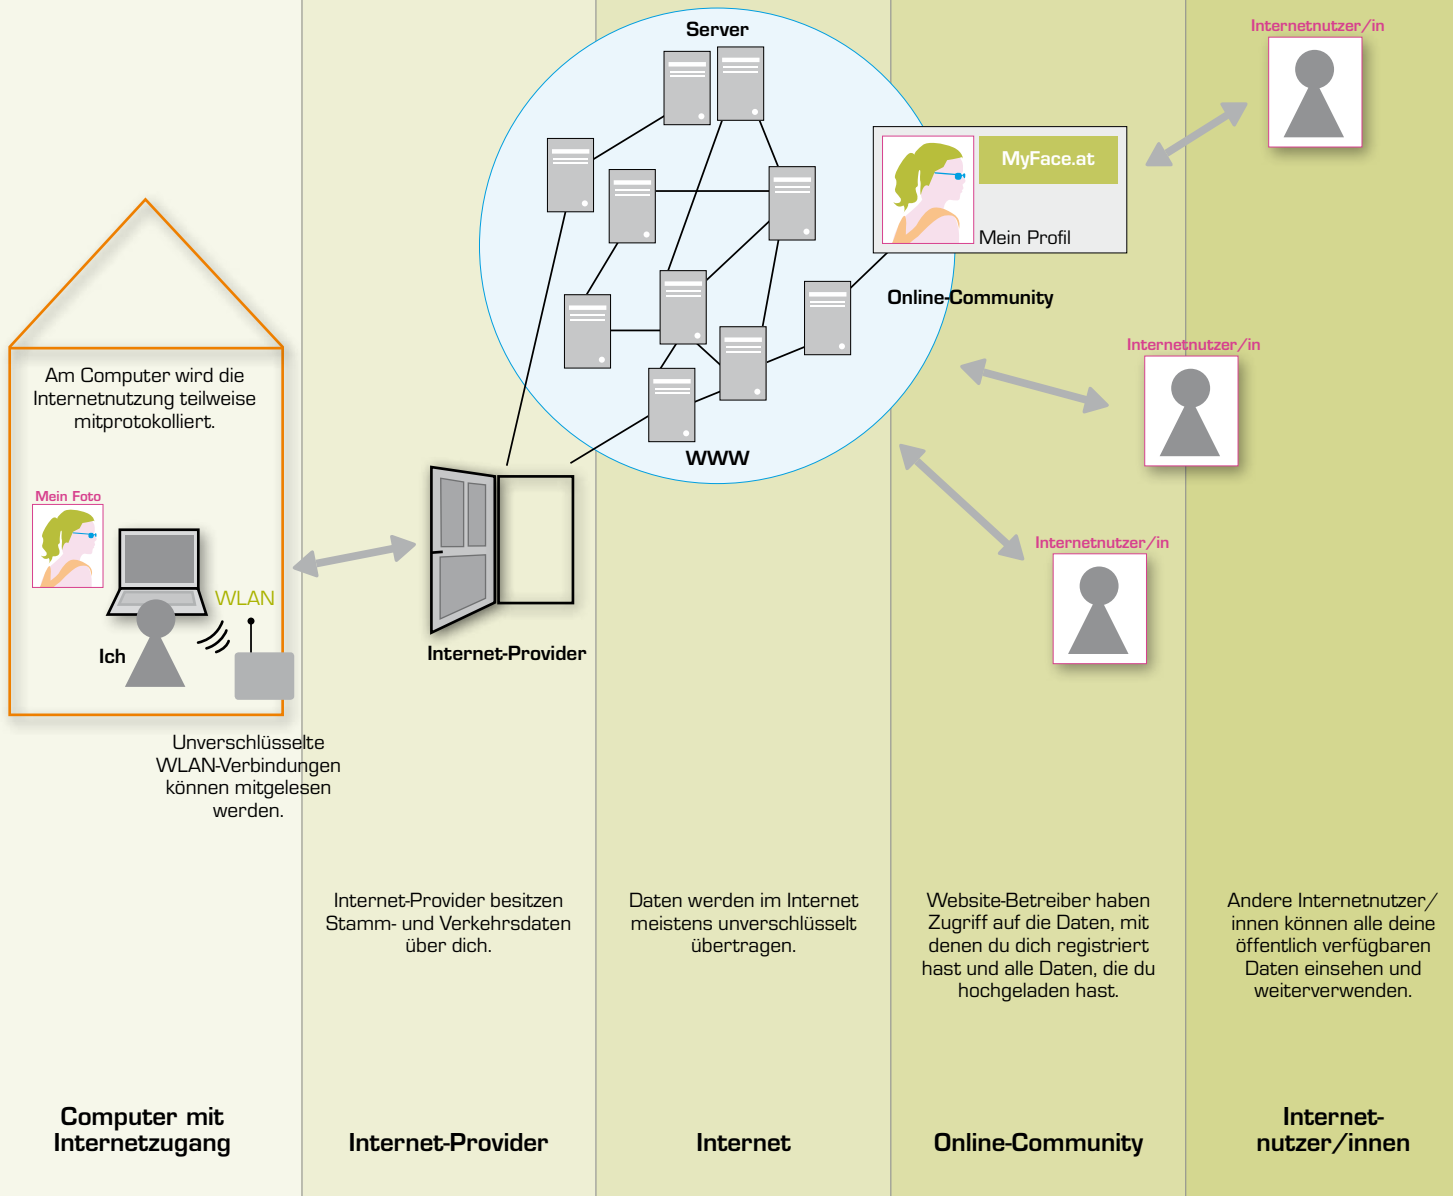 Server
Internetnutzer/in
MyFace.at
Mein Profil
Online-Community
Internetnutzer/in
Am Computer wird die
Internetnutzung teilweise
mitprotokolliert.
WWW
Mein Foto
Internetnutzer/in
WLAN
Ich
Internet-Provider
Unverschlüsselte
WLAN-Verbindungen
können mitgelesen
werden.
Internet-Provider besitzen
Stamm- und Verkehrsdaten
über dich.
Daten werden im Internet
meistens unverschlüsselt
übertragen.
Website-Betreiber haben
Zugriff auf die Daten, mit
denen du dich registriert
hast und alle Daten, die du
hochgeladen hast.
Andere Internetnutzer/
innen können alle deine
öffentlich verfügbaren
Daten einsehen und
weiterverwenden.
Computer mit
Internetzugang
Internet-Provider
Internet
Online-Community
Internet-
nutzer/innen